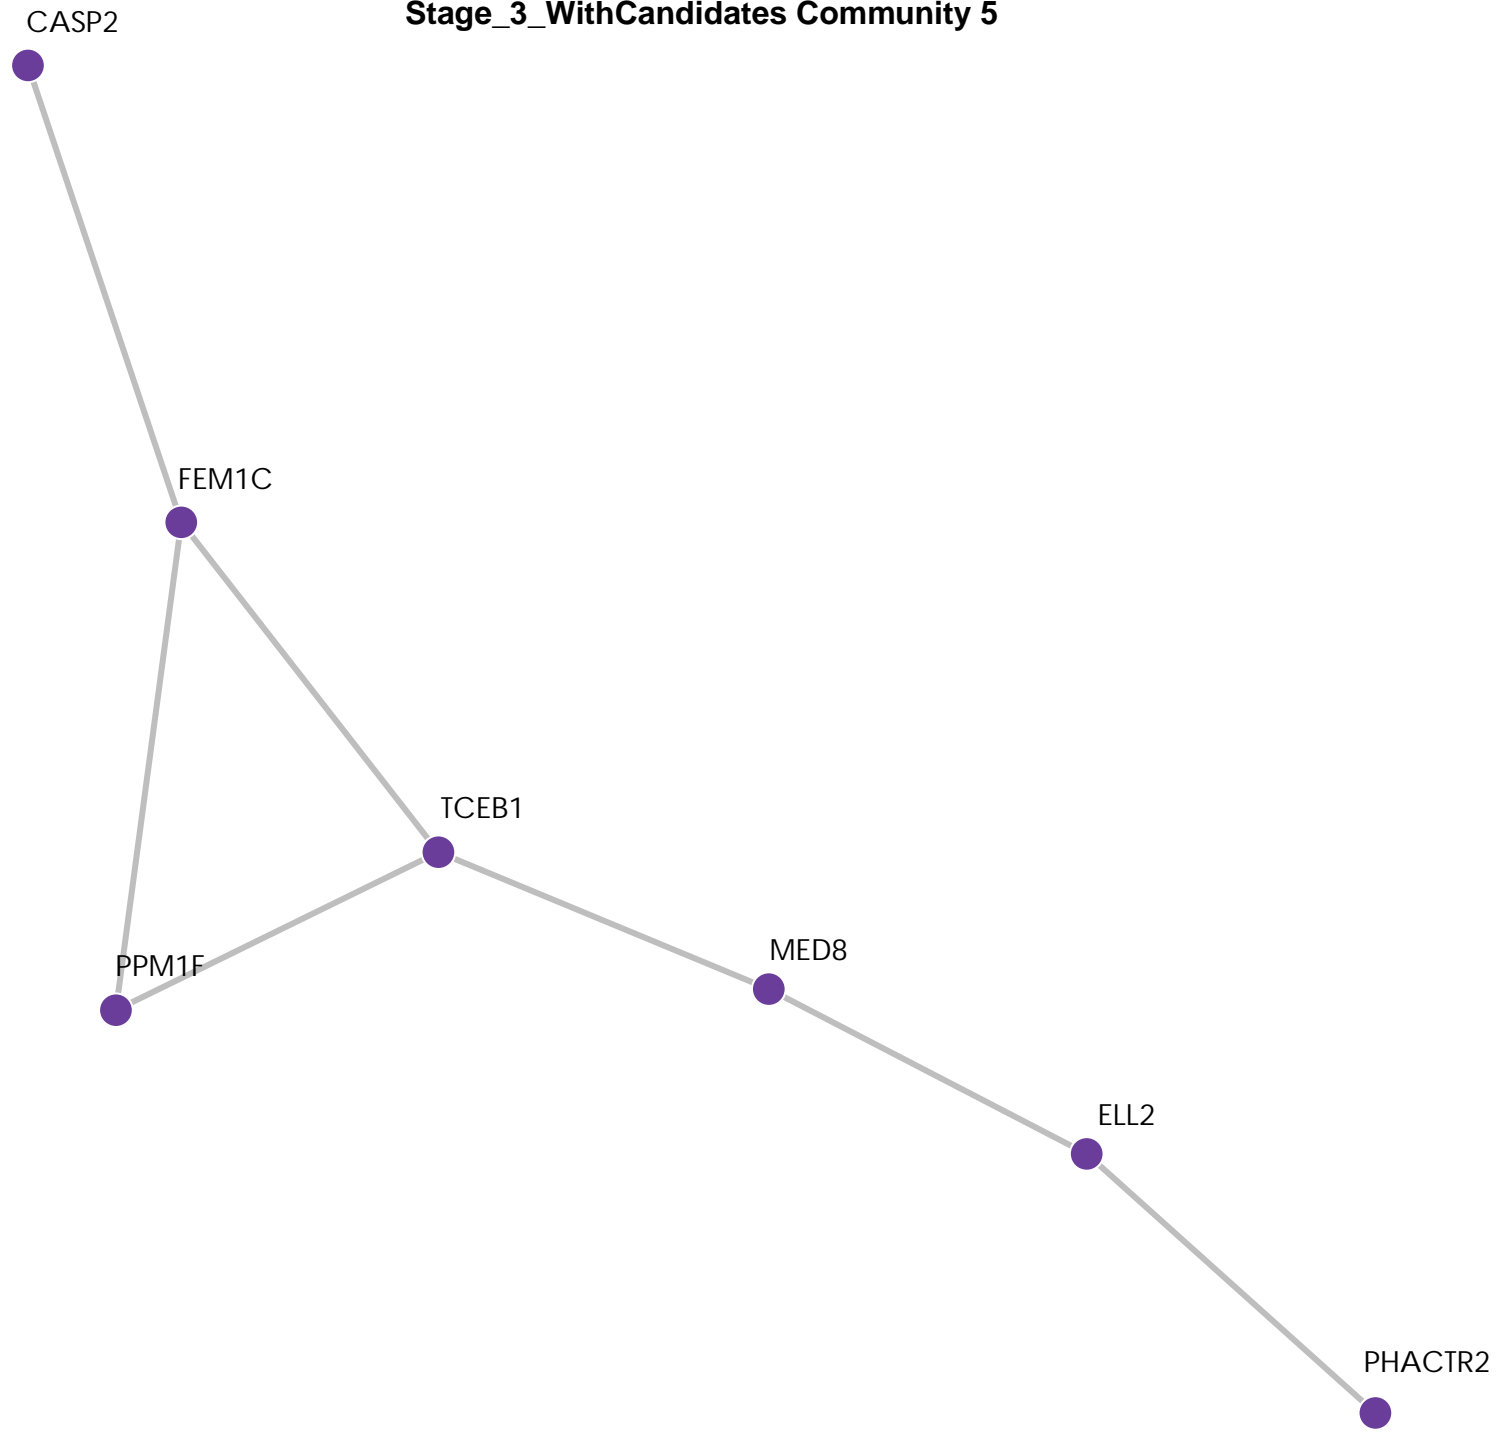 Stage_3_WithCandidates Community 5
CASP2
FEM1C
TCEB1
PPM1F
MED8
ELL2
PHACTR2